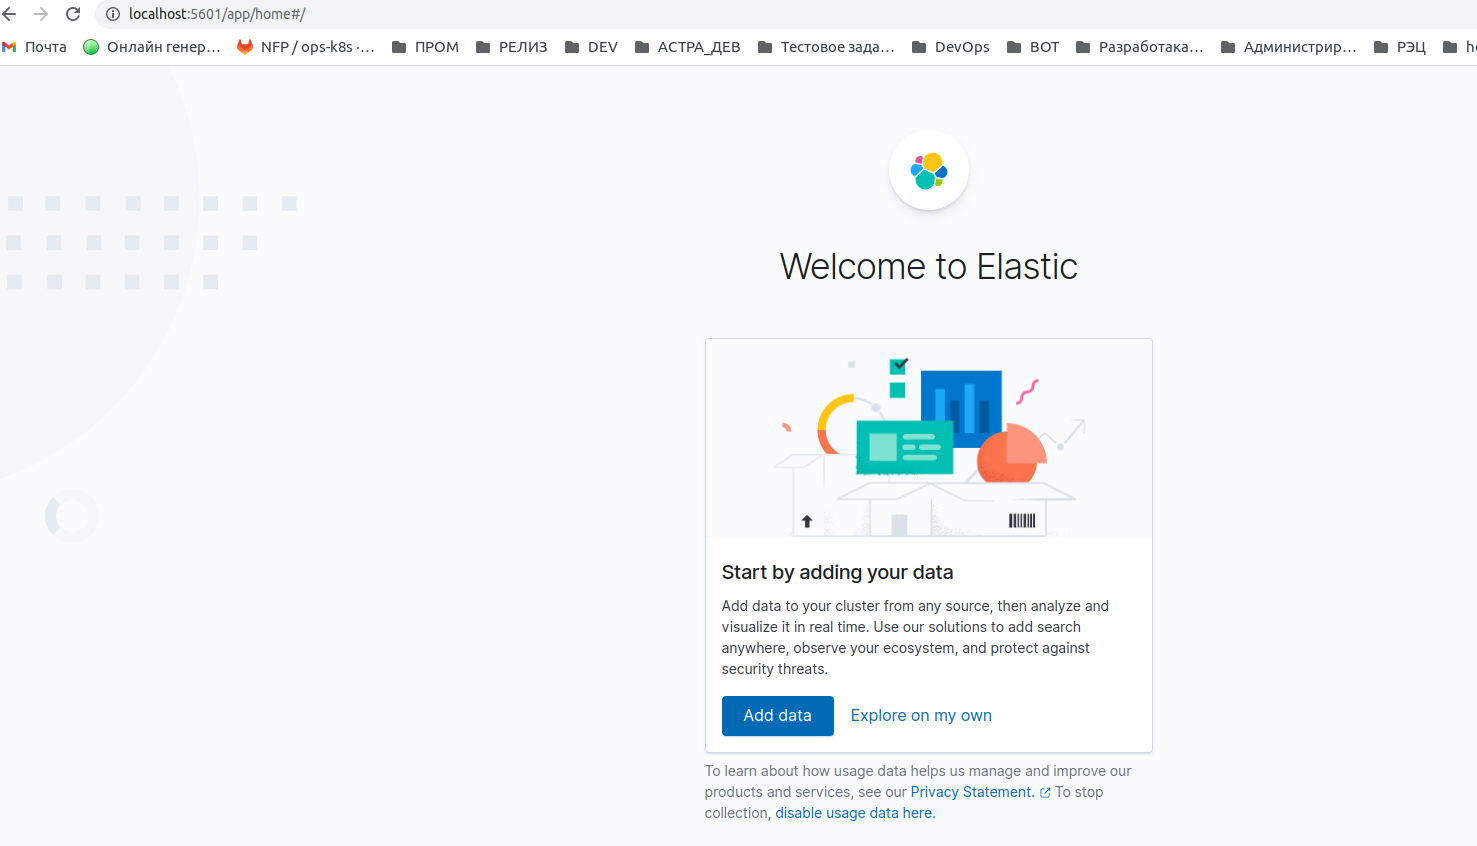 localhost:5601/app/home#/
Почта Онлайн генер... NFP / ops-k8s ·... ПРОМ РЕЛИЗ DEV АСТРА_ДЕВ Тестовое зада... DevOps BOT Разработака... Администрир... РЭЦ
Welcome to Elastic
Start by adding your data
Add data to your cluster from any source, then analyze and
visualize it in real time. Use our solutions to add search
anywhere, observe your ecosystem, and protect against
security threats.
Add data Explore on my own
To learn about how usage data helps us manage and improve our
products and services, see our Privacy Statement. To stop
collection, disable usage data here.